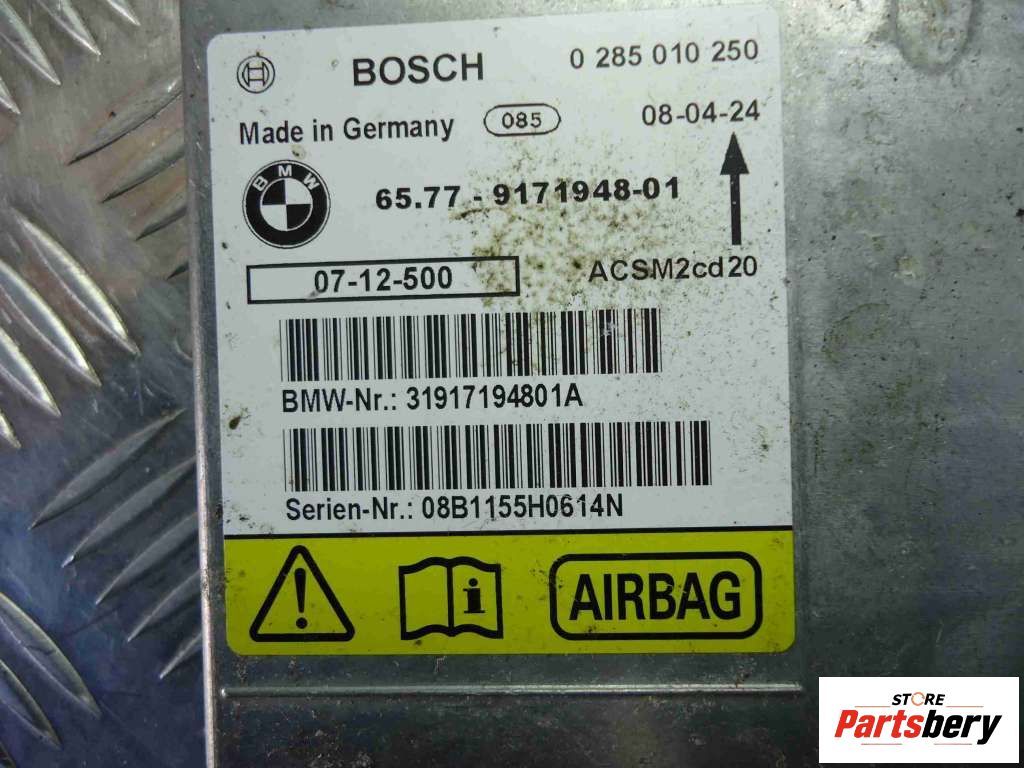 BOSCH 0 285 010 250
Made in Germany 085 08-04-24
BMW 65.77 - 9171948-01
07-12-500 ACSM2cd20
BMW-Nr.: 31917194801A
Serien-Nr.: 08B1155H0614N
! i AIRBAG
STORE
Partsbery